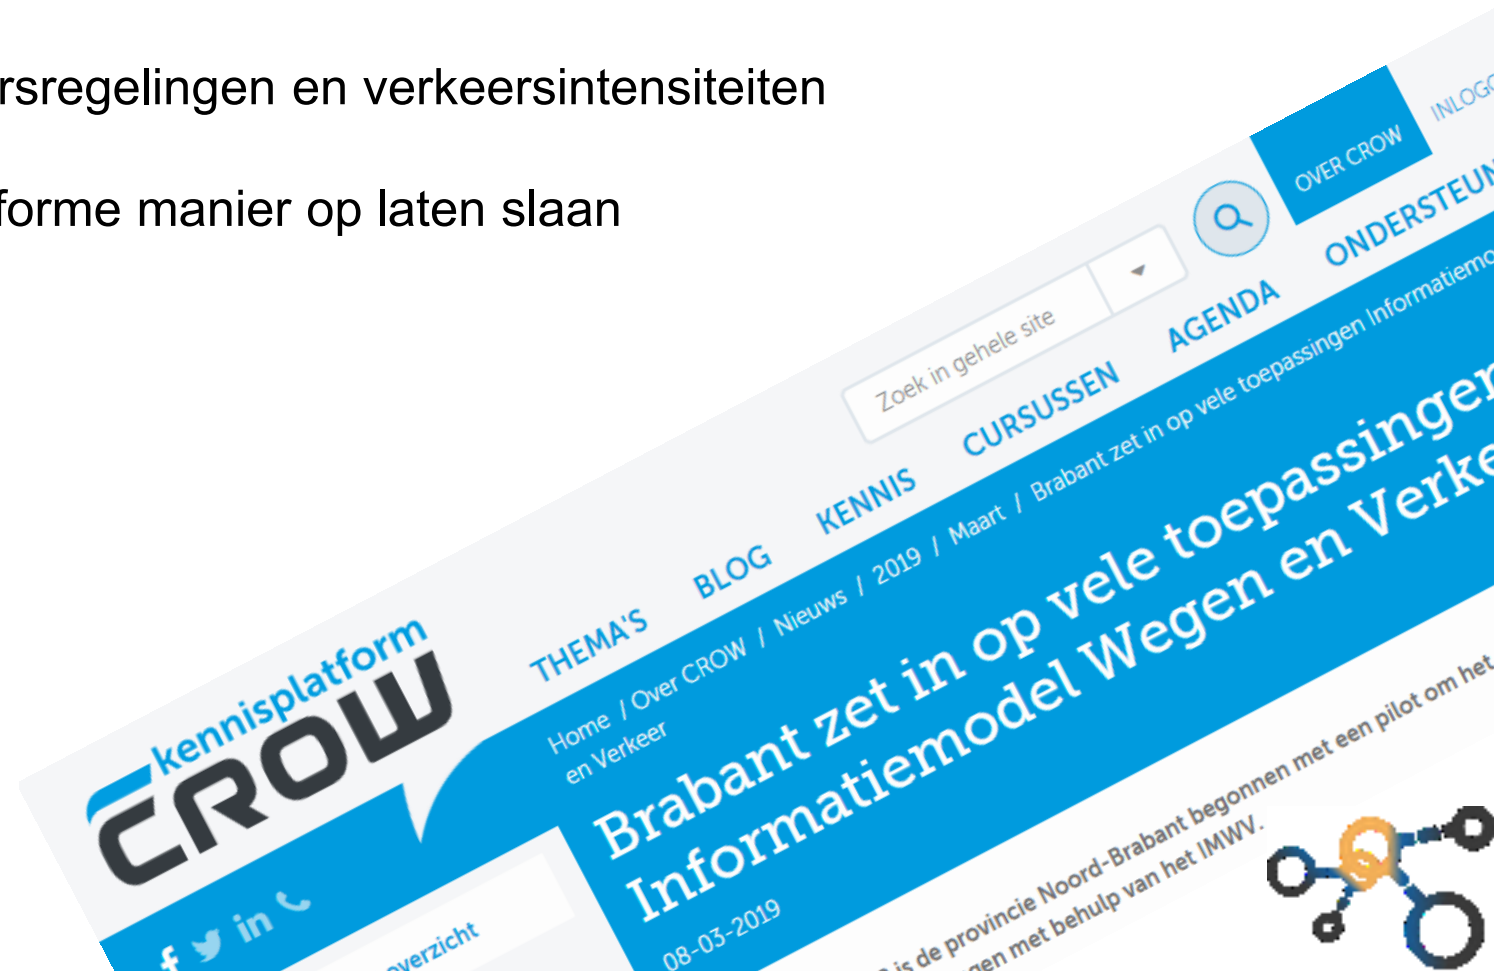 rsregelingen en verkeersintensiteiten
forme manier op laten slaan
OVER CROW
INLOGG
Zoek in gehele site
THEMA'S BLOG KENNIS CURSUSSEN AGENDA ONDERSTEUN
kennisplatform
CROW
Home / Over CROW / Nieuws / 2019 / Maart / Brabant zet in op vele toepassingen Informatiemo
en Verkeer
Brabant zet in op vele toepassingen
Informatiemodel Wegen en Verke
08-03-2019
overzicht
is de provincie Noord-Brabant begonnen met een pilot om het
gen met behulp van het IMWV.